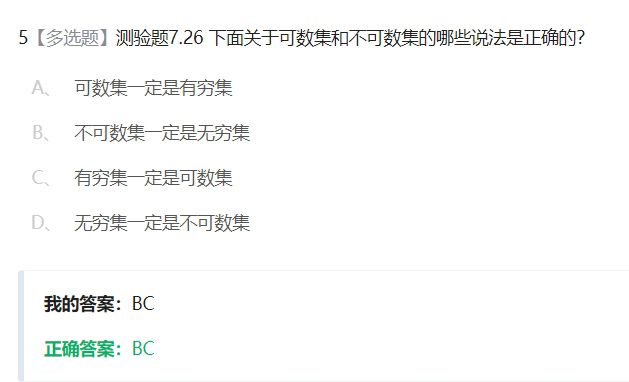 5【多选题】测验题7.26 下面关于可数集和不可数集的哪些说法是正确的?
A、 可数集一定是有穷集
B、 不可数集一定是无穷集
C、 有穷集一定是可数集
D、 无穷集一定是不可数集
我的答案：BC
正确答案：BC